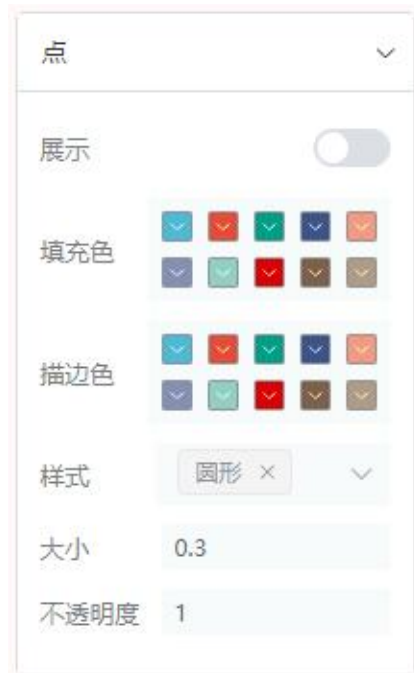 点
展示
填充色
描边色
样式 圆形 ×
大小 0.3
不透明度 1